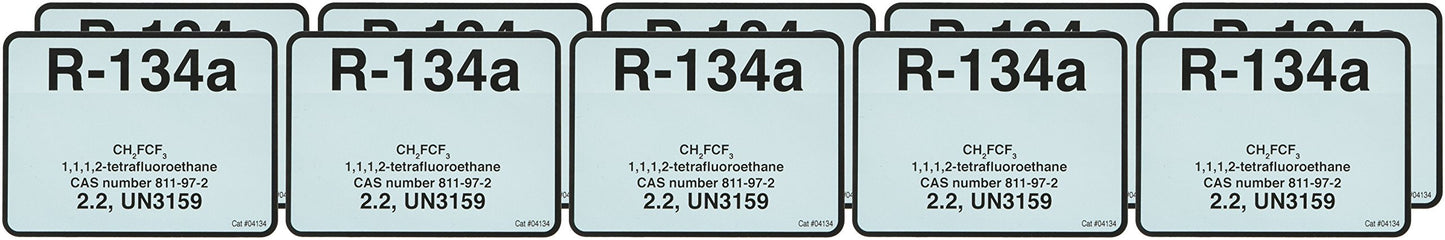 R-134a
CH₂FCF₃
1,1,1,2-tetrafluoroethane
CAS number 811-97-2
2.2, UN3159
Cat #04134
R-134a
CH₂FCF₃
1,1,1,2-tetrafluoroethane
CAS number 811-97-2
2.2, UN3159
Cat #04134
R-134a
CH₂FCF₃
1,1,1,2-tetrafluoroethane
CAS number 811-97-2
2.2, UN3159
Cat #04134
R-134a
CH₂FCF₃
1,1,1,2-tetrafluoroethane
CAS number 811-97-2
2.2, UN3159
Cat #04134
R-134a
CH₂FCF₃
1,1,1,2-tetrafluoroethane
CAS number 811-97-2
2.2, UN3159
Cat #04134